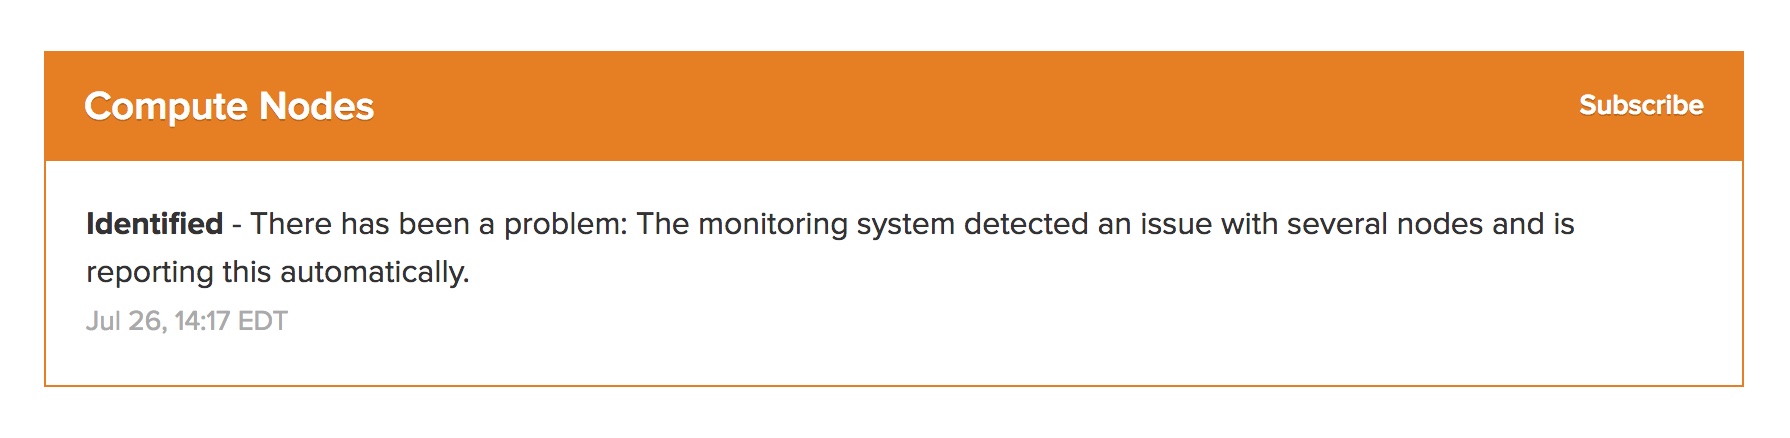 Compute Nodes
Subscribe
Identified - There has been a problem: The monitoring system detected an issue with several nodes and is
reporting this automatically.
Jul 26, 14:17 EDT